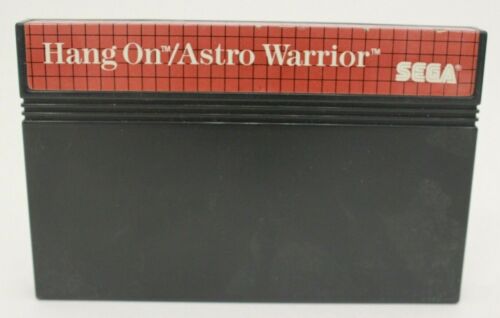 Hang On™/Astro Warrior™
SEGA®